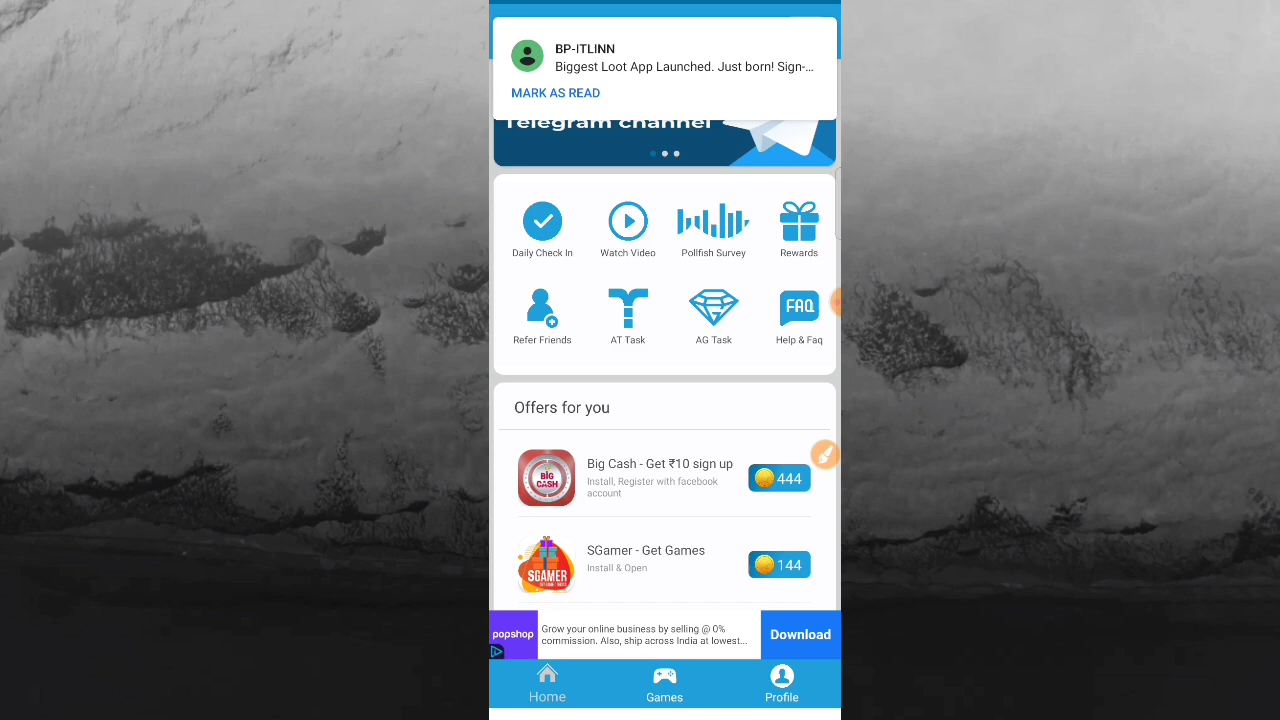 BP-ITLINN
Biggest Loot App Launched. Just born! Sign-...
MARK AS READ
Telegram channel
Daily Check In
Watch Video
Pollfish Survey
Rewards
FAQ
Refer Friends
AT Task
AG Task
Help & Faq
Offers for you
BIG CASH
Big Cash - Get ₹10 sign up
Install, Register with facebook
account
444
SGAMER
SGamer - Get Games
Install & Open
144
popshop
Grow your online business by selling @ 0%
commission. Also, ship across India at lowest...
Download
Home
Games
Profile